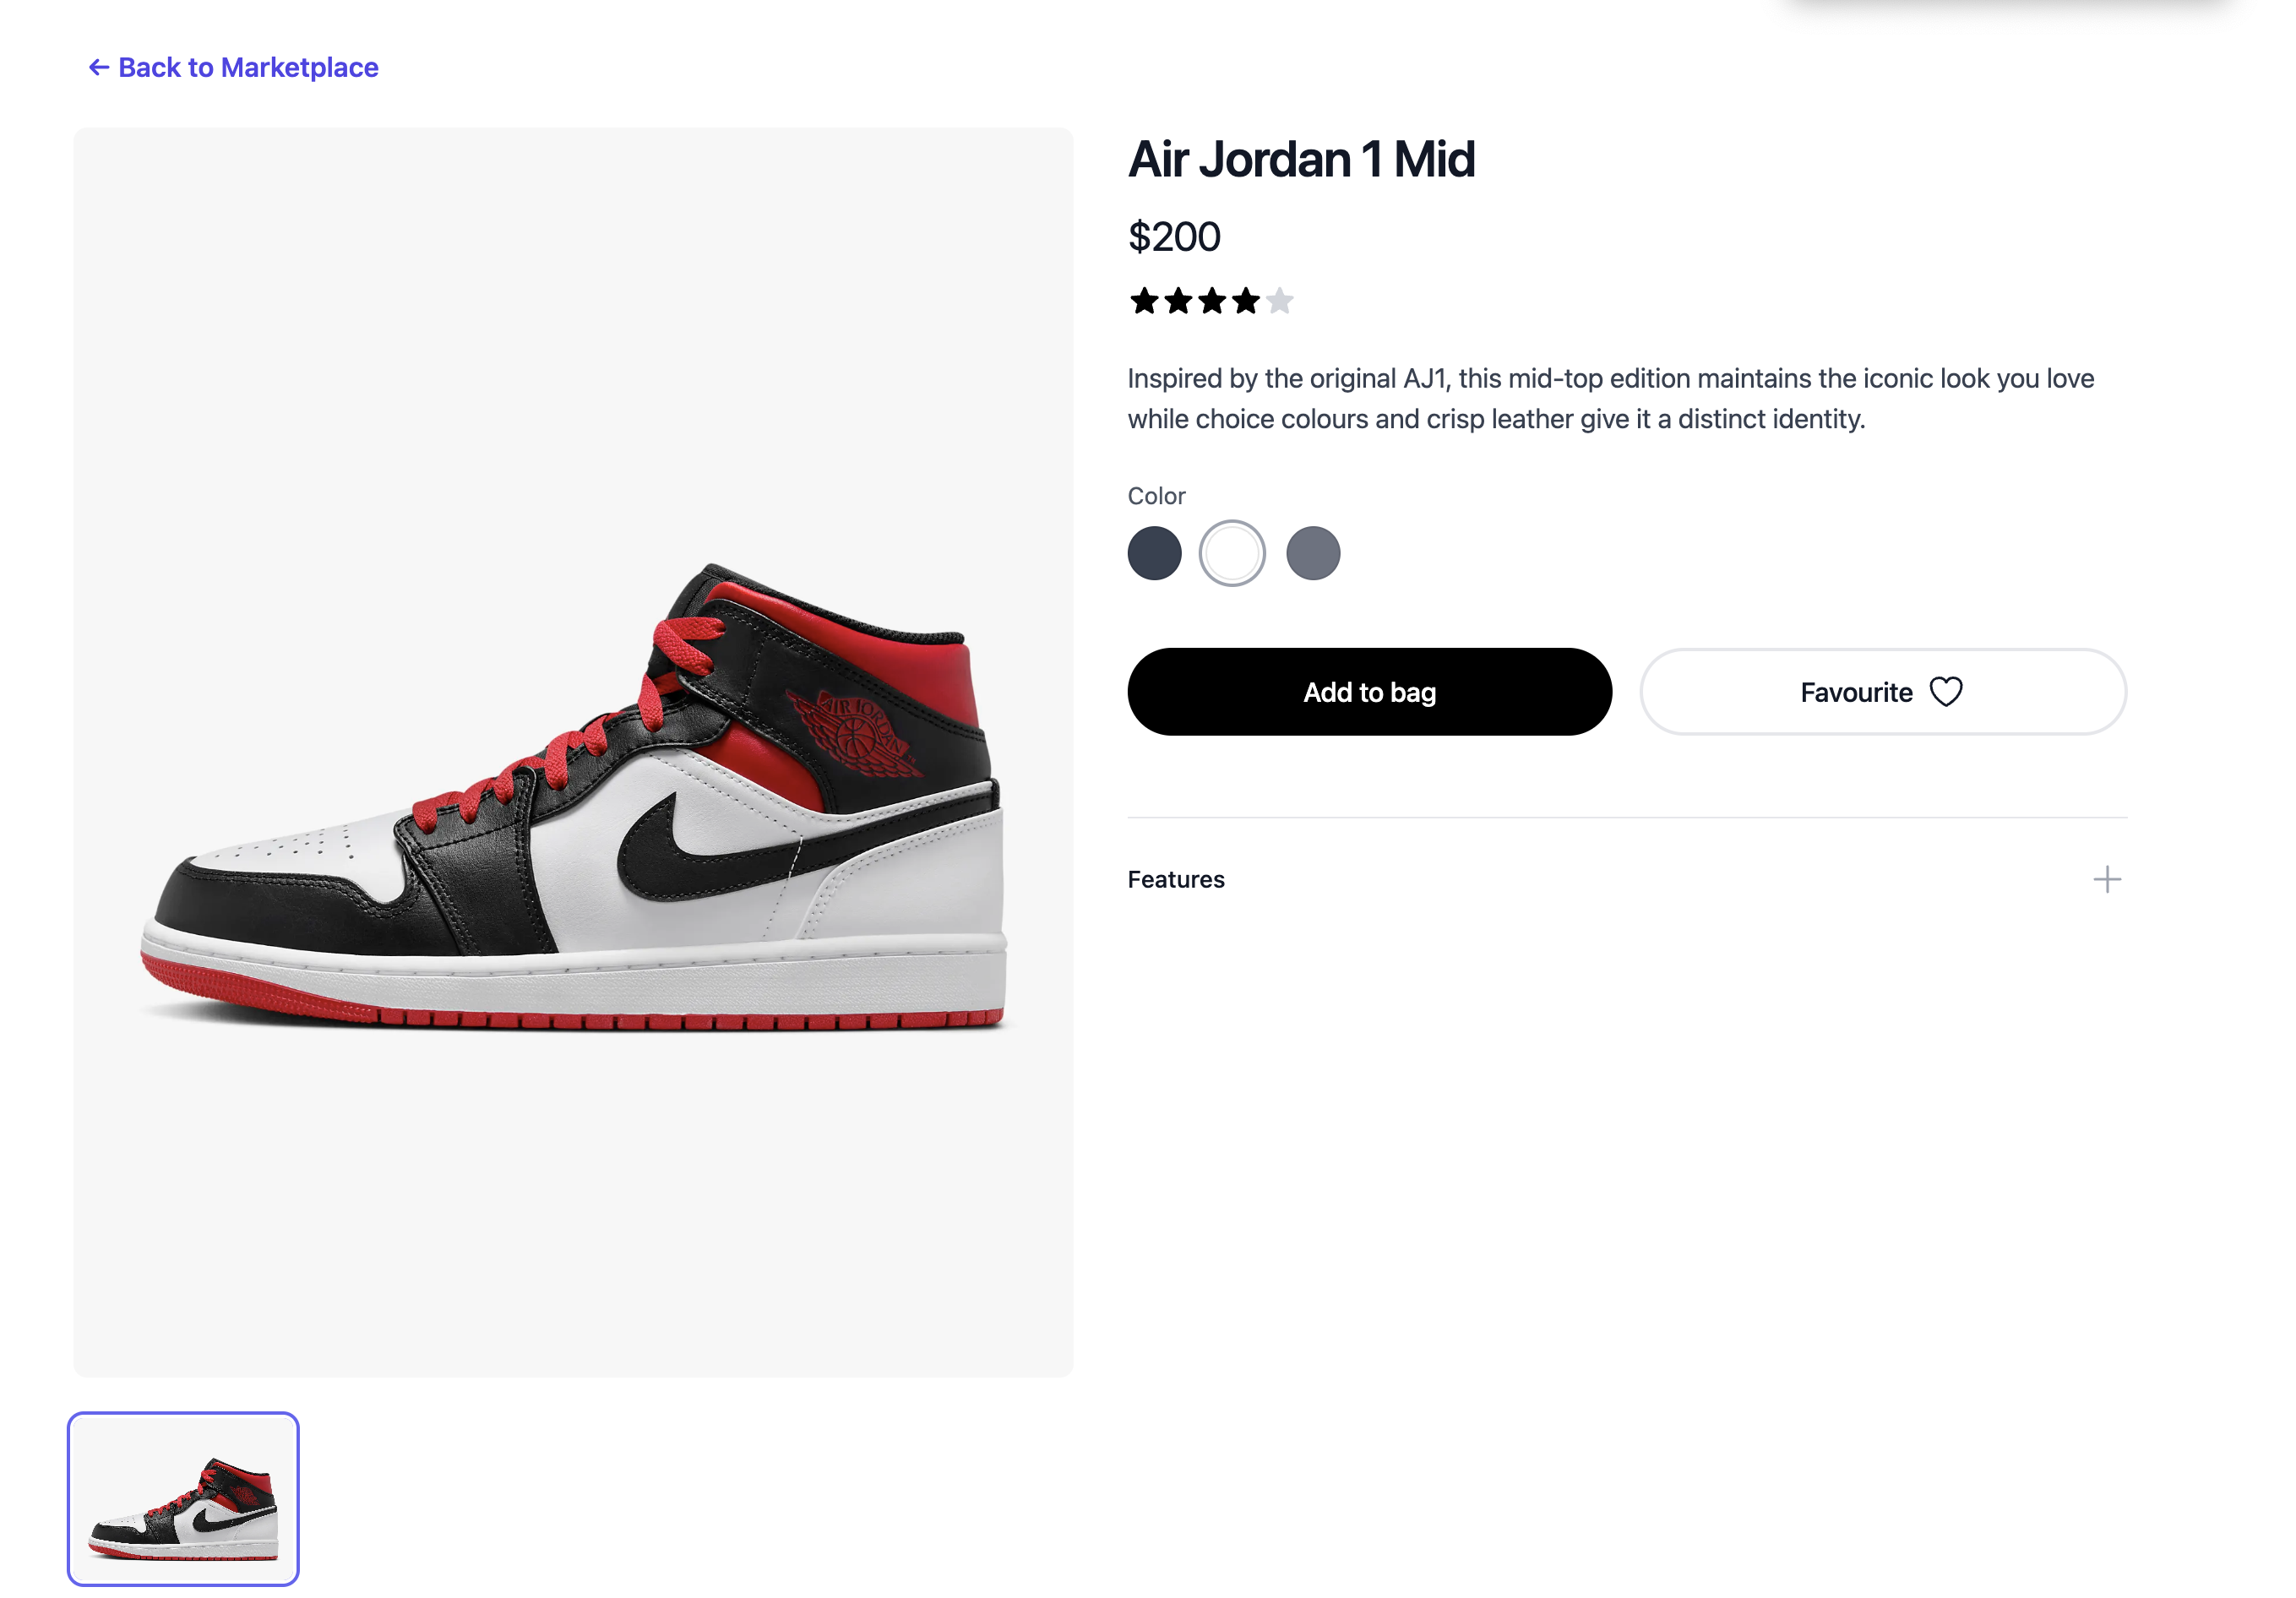 ← Back to Marketplace
Air Jordan 1 Mid
$200
Inspired by the original AJ1, this mid-top edition maintains the iconic look you love
while choice colours and crisp leather give it a distinct identity.
Color
Add to bag
Favourite
AIR JORDAN
Features